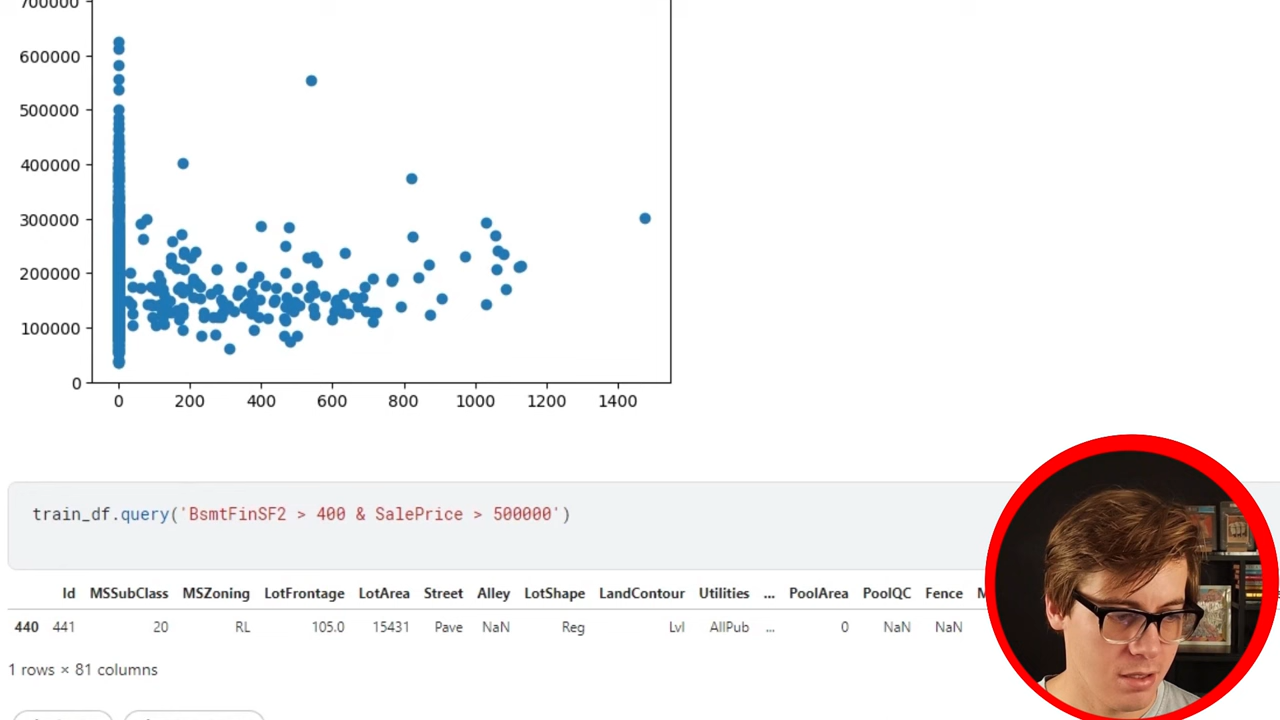 700000
600000
500000
400000
300000
200000
100000
0
0 200 400 600 800 1000 1200 1400
train_df.query('BsmtFinSF2 > 400 & SalePrice > 500000')
Id MSSubClass MSZoning LotFrontage LotArea Street Alley LotShape LandContour Utilities ... PoolArea PoolQC Fence
440 441 20 RL 105.0 15431 Pave NaN Reg Lvl AllPub ... 0 NaN NaN
1 rows × 81 columns